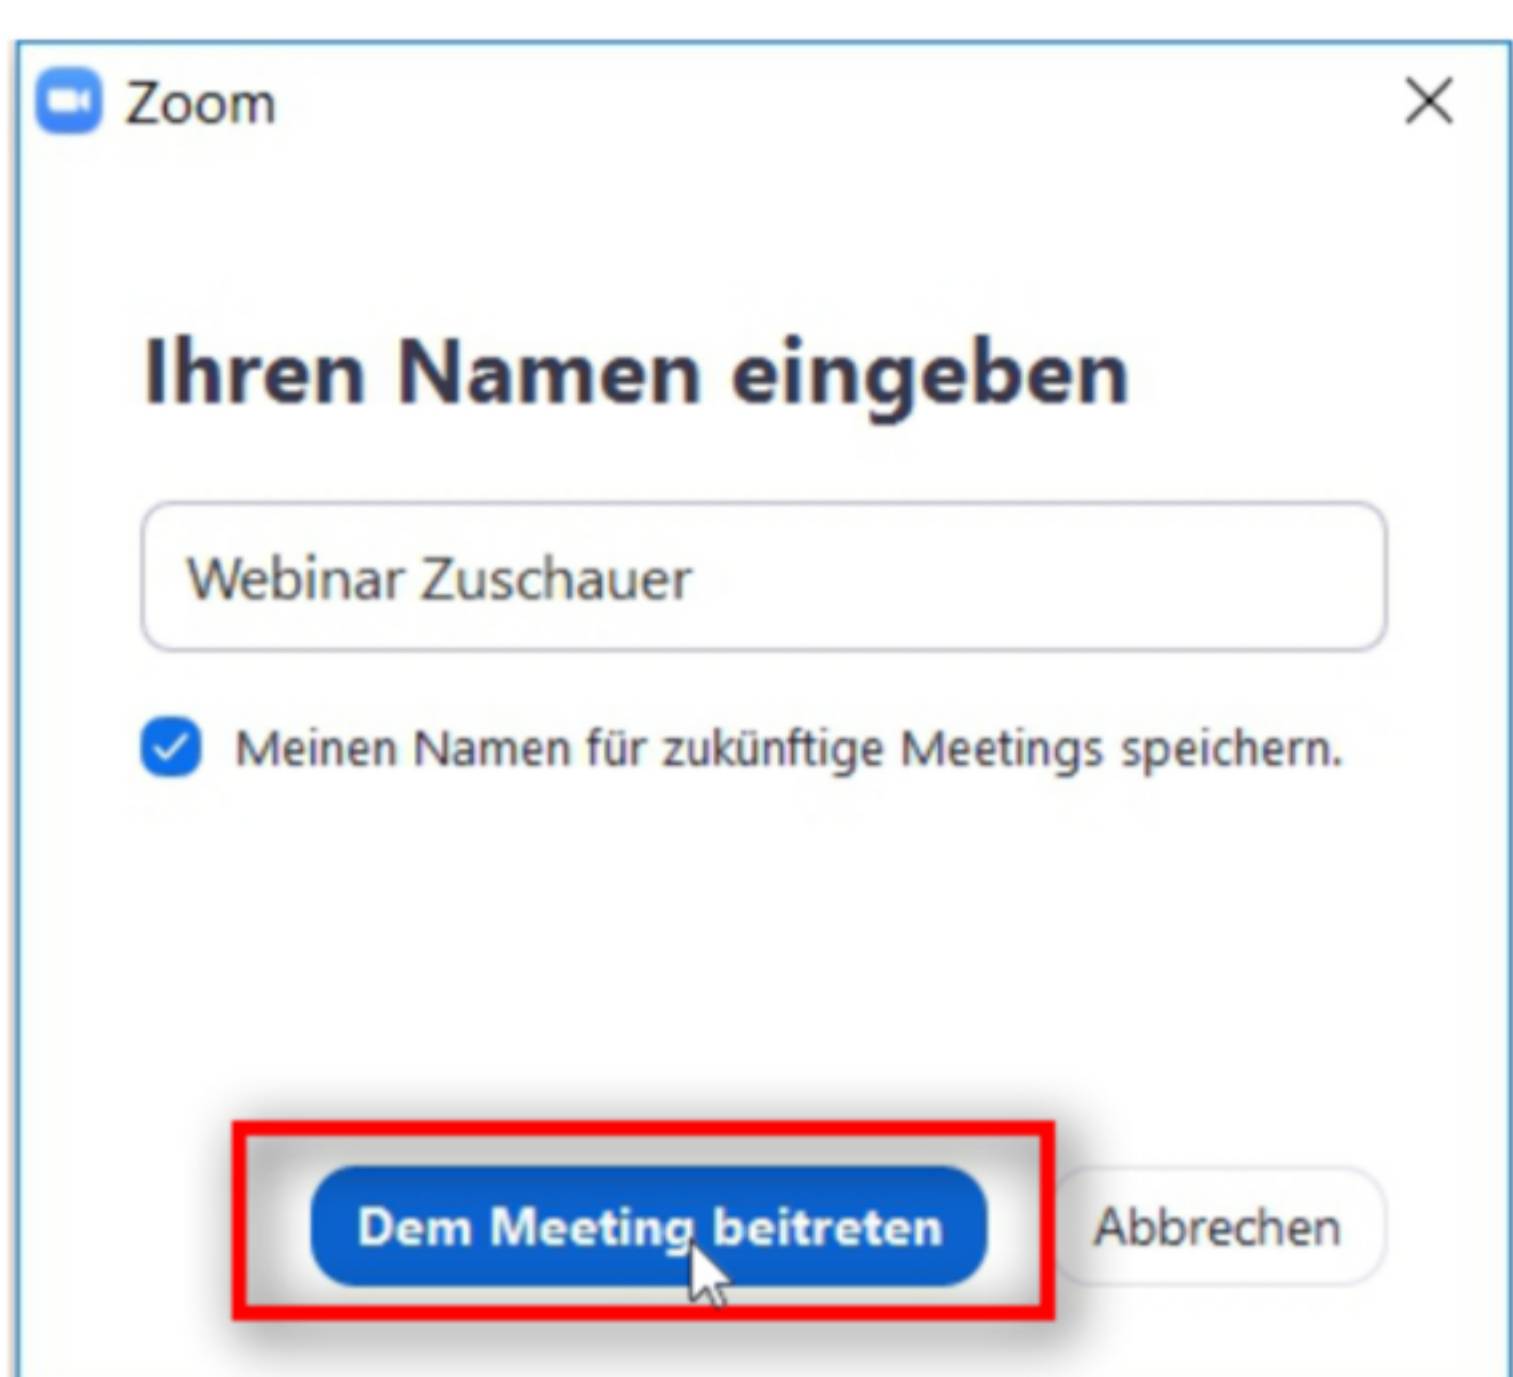 Zoom
Ihren Namen eingeben
Webinar Zuschauer
Meinen Namen für zukünftige Meetings speichern.
Dem Meeting beitreten
Abbrechen